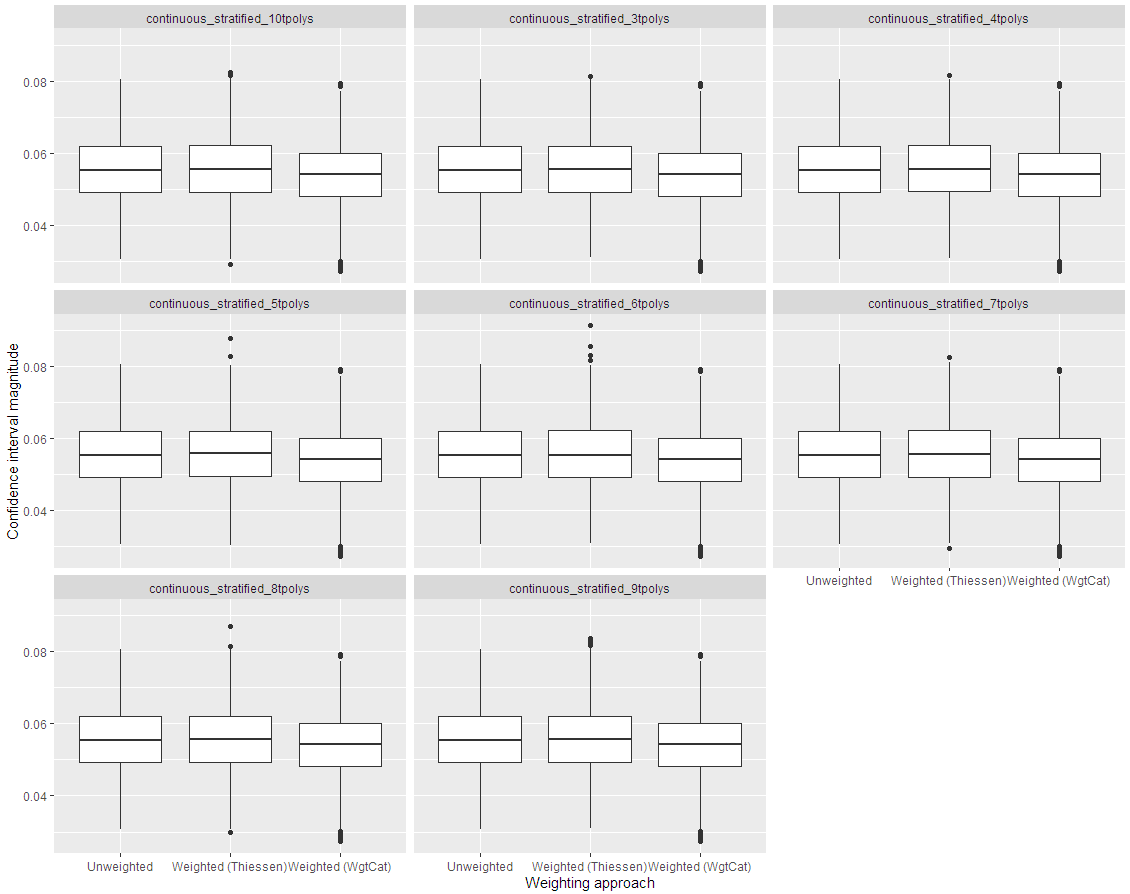 continuous_stratified_10tpolys continuous_stratified_3tpolys continuous_stratified_4tpolys
0.08
0.06
0.04
continuous_stratified_5tpolys continuous_stratified_6tpolys continuous_stratified_7tpolys
0.08
0.06
0.04
Confidence interval magnitude
Unweighted Weighted (Thiessen) Weighted (WgtCat)
continuous_stratified_8tpolys continuous_stratified_9tpolys
0.08
0.06
0.04
Unweighted Weighted (Thiessen) Weighted (WgtCat) Unweighted Weighted (Thiessen) Weighted (WgtCat)
Weighting approach